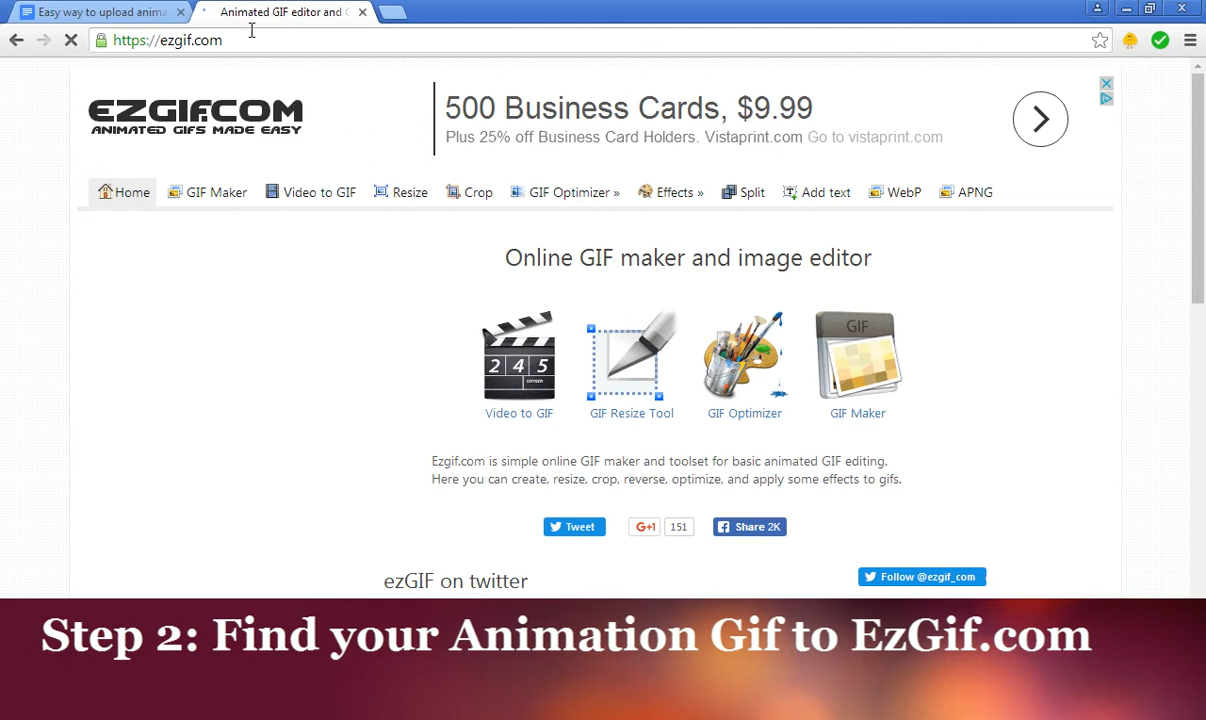 Easy way to upload anima
Animated GIF editor and G
https://ezgif.com
EZGIF.COM
ANIMATED GIFS MADE EASY
500 Business Cards, $9.99
Plus 25% off Business Card Holders. Vistaprint.com Go to vistaprint.com
Home GIF Maker Video to GIF Resize Crop GIF Optimizer » Effects » Split Add text WebP APNG
Online GIF maker and image editor
2 4 5
GIF
Video to GIF GIF Resize Tool GIF Optimizer GIF Maker
Ezgif.com is simple online GIF maker and toolset for basic animated GIF editing.
Here you can create, resize, crop, reverse, optimize, and apply some effects to gifs.
Tweet G+1 151 Share 2K
ezGIF on twitter
Follow @ezgif_com
Step 2: Find your Animation Gif to EzGif.com